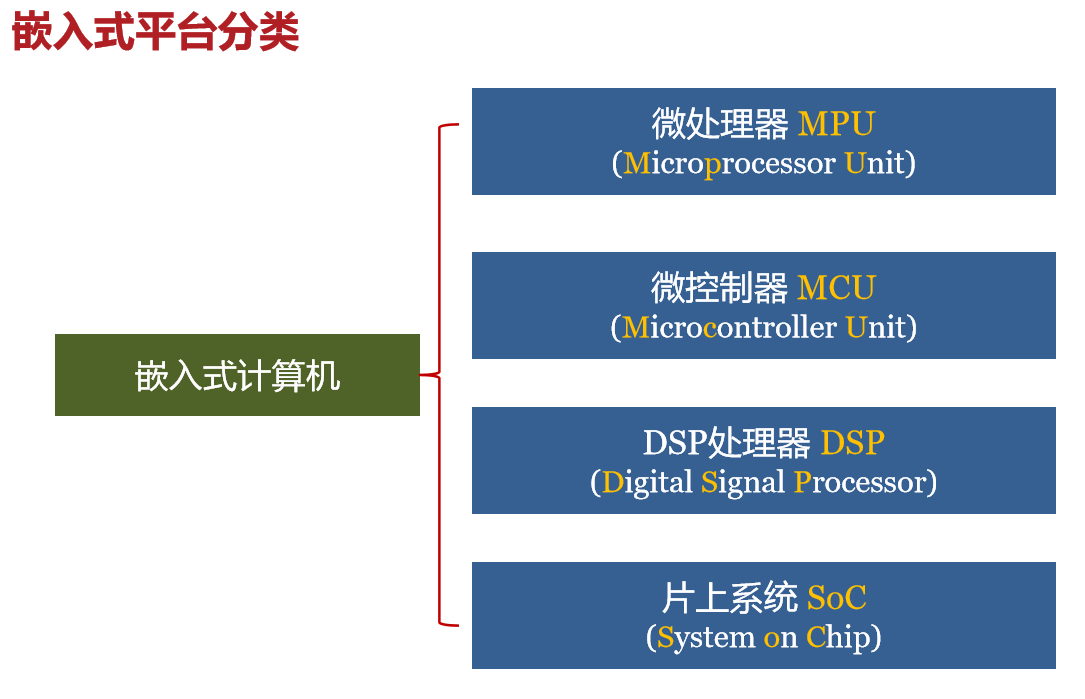 嵌入式平台分类
微处理器 MPU
(Microprocessor Unit)
微控制器 MCU
(Microcontroller Unit)
嵌入式计算机
DSP处理器 DSP
(Digital Signal Processor)
片上系统 SoC
(System on Chip)